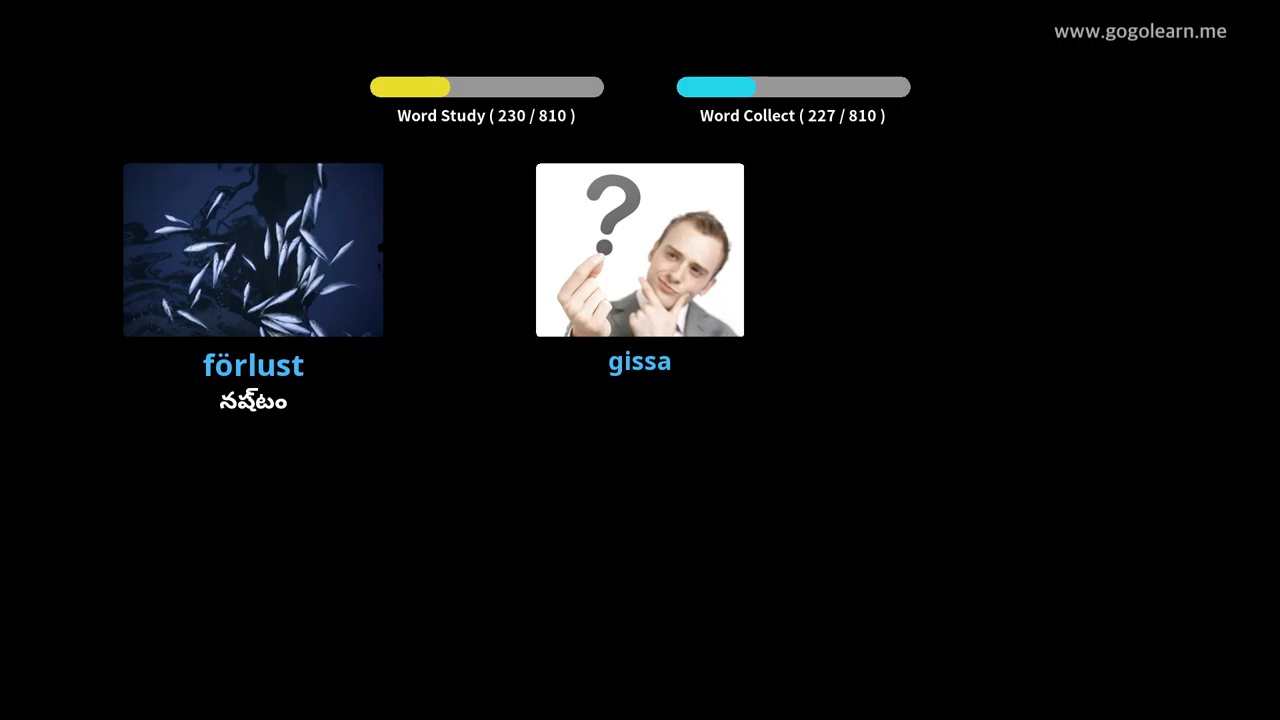 www.gogolearn.me
Word Study ( 230 / 810 )
Word Collect ( 227 / 810 )
förlust
నష్టం
gissa